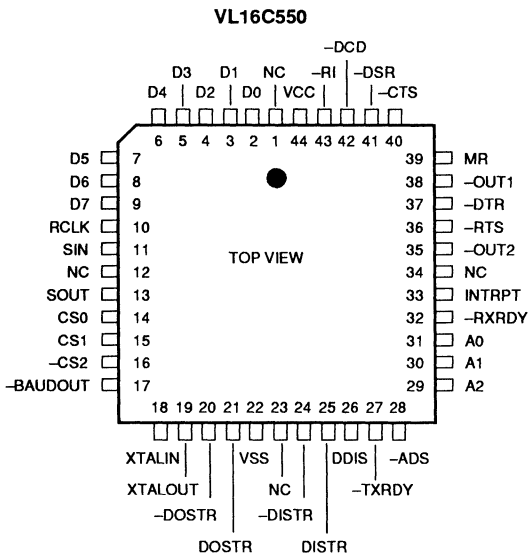 VL16C550
–DCD
D3 D1 NC –RI –DSR
D4 D2 D0 VCC –CTS
6 5 4 3 2 1 44 43 42 41 40
D5 7 39 MR
D6 8 38 –OUT1
D7 9 37 –DTR
RCLK 10 36 –RTS
SIN 11 35 –OUT2
TOP VIEW
NC 12 34 NC
SOUT 13 33 INTRPT
CS0 14 32 –RXRDY
CS1 15 31 A0
–CS2 16 30 A1
–BAUDOUT 17 29 A2
18 19 20 21 22 23 24 25 26 27 28
XTALIN VSS DDIS –ADS
XTALOUT NC –TXRDY
–DOSTR –DISTR
DOSTR DISTR